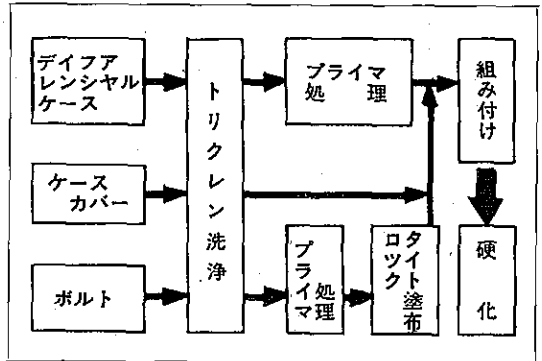 デイフア
レンシヤル
ケース
トリクレン洗浄
プライマ
処理
組み付け
ケース
カバー
ボルト
プライマ
処理
ロツク
タイト塗布
硬化